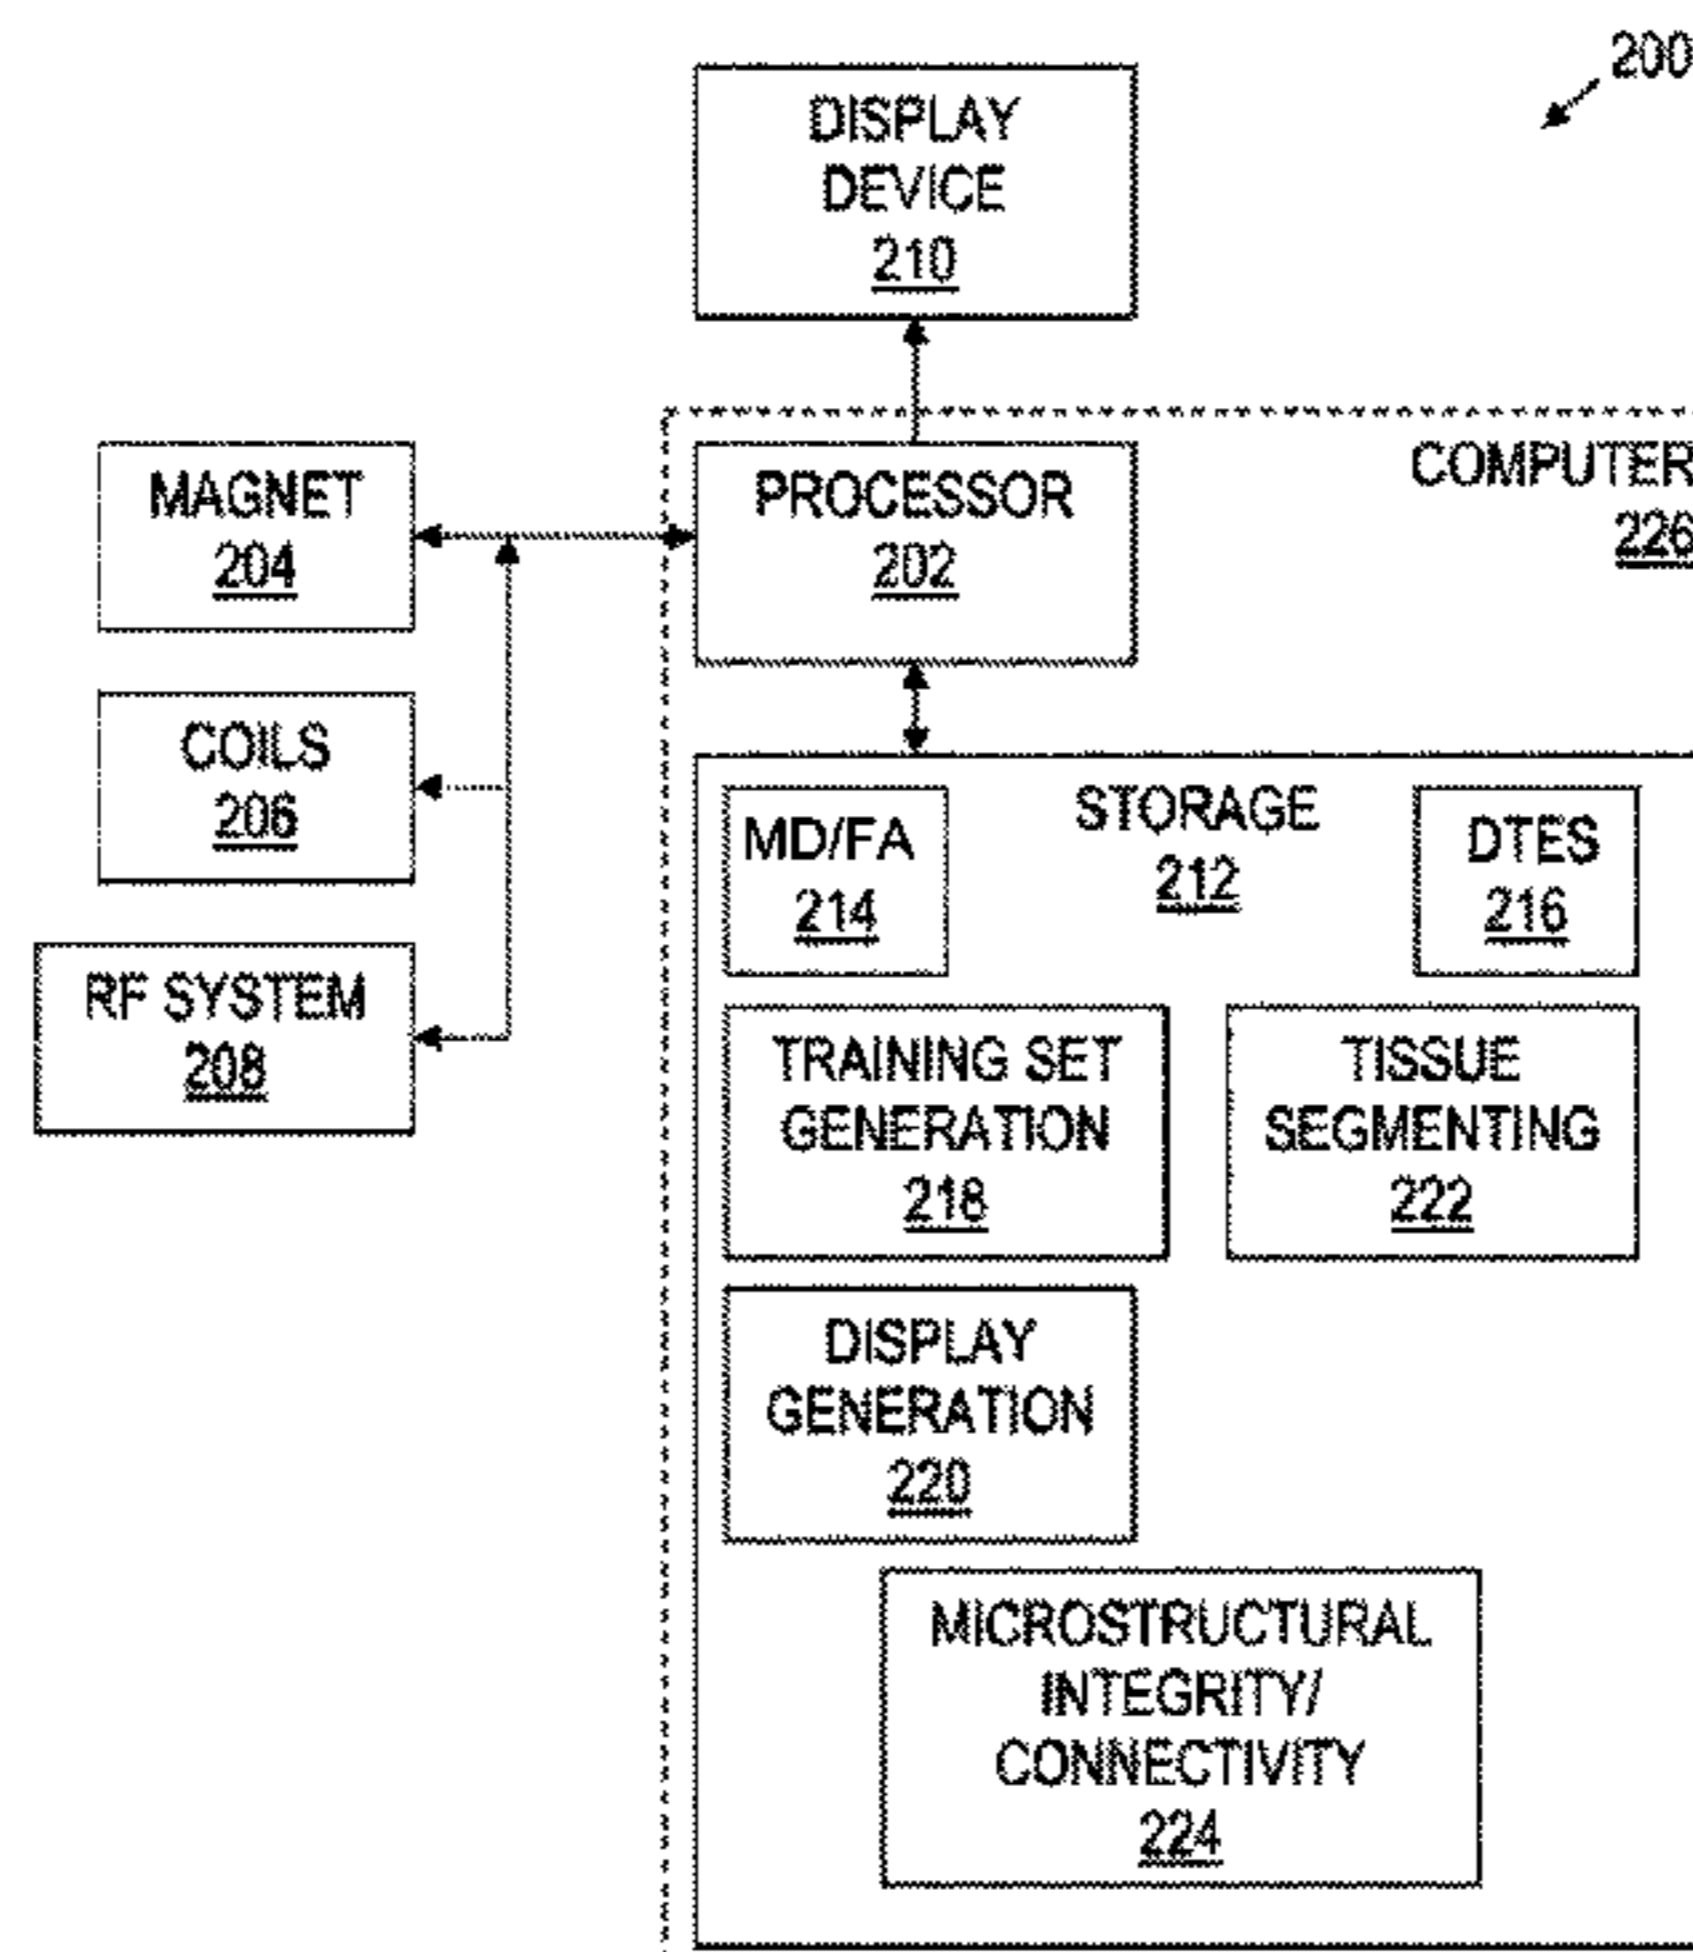 200
DISPLAY
DEVICE
210
COMPUTER
226
MAGNET
204
PROCESSOR
202
COILS
206
RF SYSTEM
208
STORAGE
212
MD/FA
214
DTES
216
TRAINING SET
GENERATION
218
TISSUE
SEGMENTING
222
DISPLAY
GENERATION
220
MICROSTRUCTURAL
INTEGRITY/
CONNECTIVITY
224